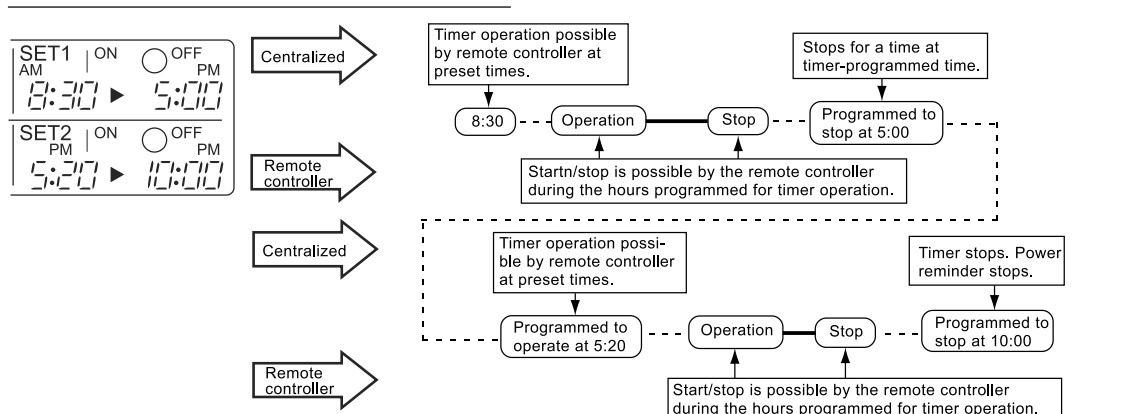 SET1 ON OFF
AM PM
8:30 ▶ 5:00
SET2 ON OFF
PM PM
5:20 ▶ 10:00
Centralized
Timer operation possible
by remote controller at
preset times.
Stops for a time at
timer-programmed time.
8:30
Operation
Stop
Programmed to
stop at 5:00
Remote
controller
Startn/stop is possible by the remote controller
during the hours programmed for timer operation.
Centralized
Timer operation possi-
ble by remote controller
at preset times.
Timer stops. Power
reminder stops.
Programmed to
operate at 5:20
Operation
Stop
Programmed to
stop at 10:00
Remote
controller
Start/stop is possible by the remote controller
during the hours programmed for timer operation.